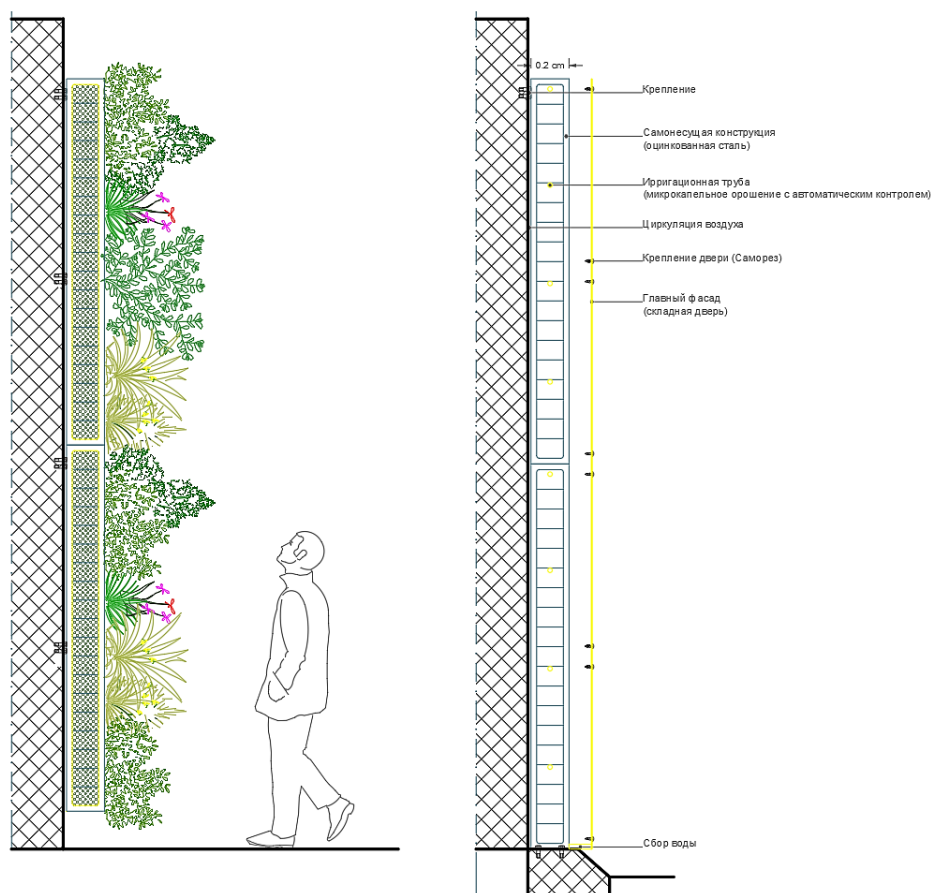 0.2 cm
Крепление
Самонесущая конструкция
(оцинкованная сталь)
Ирригационная труба
(микрокапельное орошение с автоматическим контролем)
Циркуляция воздуха
Крепление двери (Саморез)
Главный фасад
(складная дверь)
Сбор воды